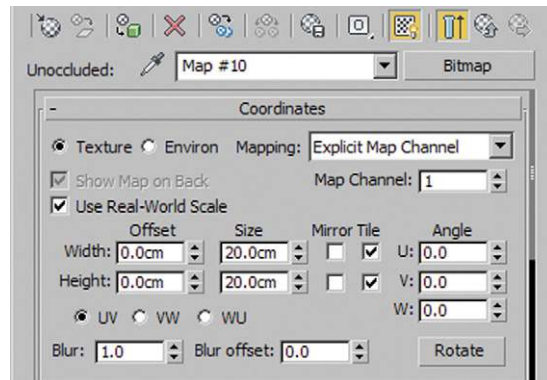 Unoccluded: Map #10 Bitmap
- Coordinates
Texture Environ Mapping: Explicit Map Channel
Show Map on Back Map Channel: 1
Use Real-World Scale
Offset Size Mirror Tile Angle
Width: 0.0cm 20.0cm U: 0.0
Height: 0.0cm 20.0cm V: 0.0
UV VW WU W: 0.0
Blur: 1.0 Blur offset: 0.0 Rotate